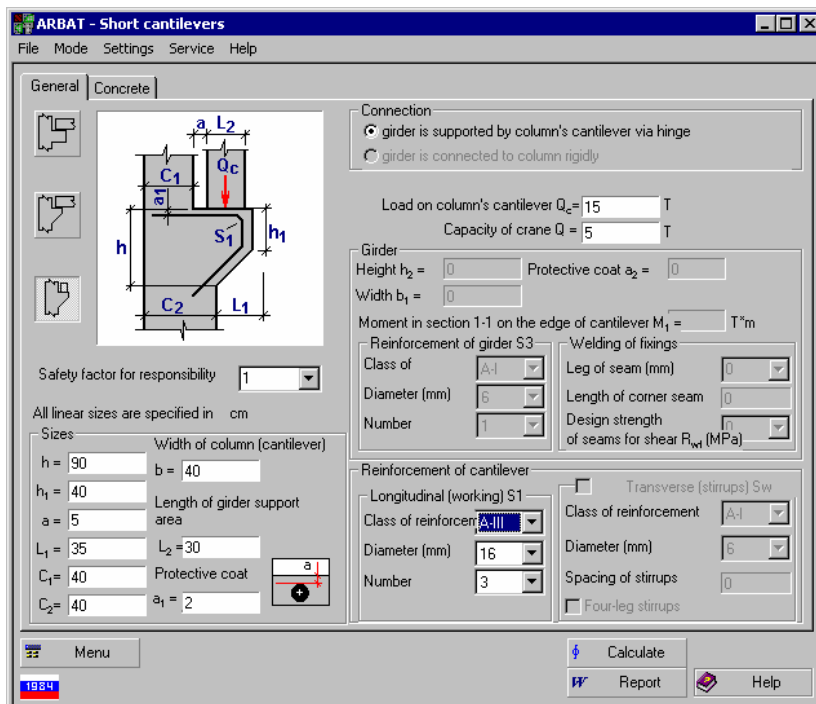 ARBAT - Short cantilevers
File Mode Settings Service Help
General Concrete
a L2
Qc
C1
a1
h
S1
h1
C2 L1
Safety factor for responsibility 1
All linear sizes are specified in cm
Sizes
h = 90
h1 = 40
a = 5
L1 = 35
C1= 40
C2= 40
Width of column (cantilever)
b = 40
Length of girder support
area
L2 =30
Protective coat
a1 = 2
a
Connection
girder is supported by column's cantilever via hinge
girder is connected to column rigidly
Load on column's cantilever Qc= 15 T
Capacity of crane Q = 5 T
Girder
Height h2 = 0 Protective coat a2 = 0
Width b1 = 0
Moment in section 1-1 on the edge of cantilever M1 = T*m
Reinforcement of girder S3
Class of A-I
Diameter (mm) 6
Number 1
Welding of fixings
Leg of seam (mm) 0
Length of corner seam 0
Design strength
of seams for shear Rwf (MPa) 0
Reinforcement of cantilever
Longitudinal (working) S1
Class of reinforcem A-III
Diameter (mm) 16
Number 3
Transverse (stirrups) Sw
Class of reinforcement A-I
Diameter (mm) 6
Spacing of stirrups 0
Four-leg stirrups
Menu
Calculate
1984
W Report
Help